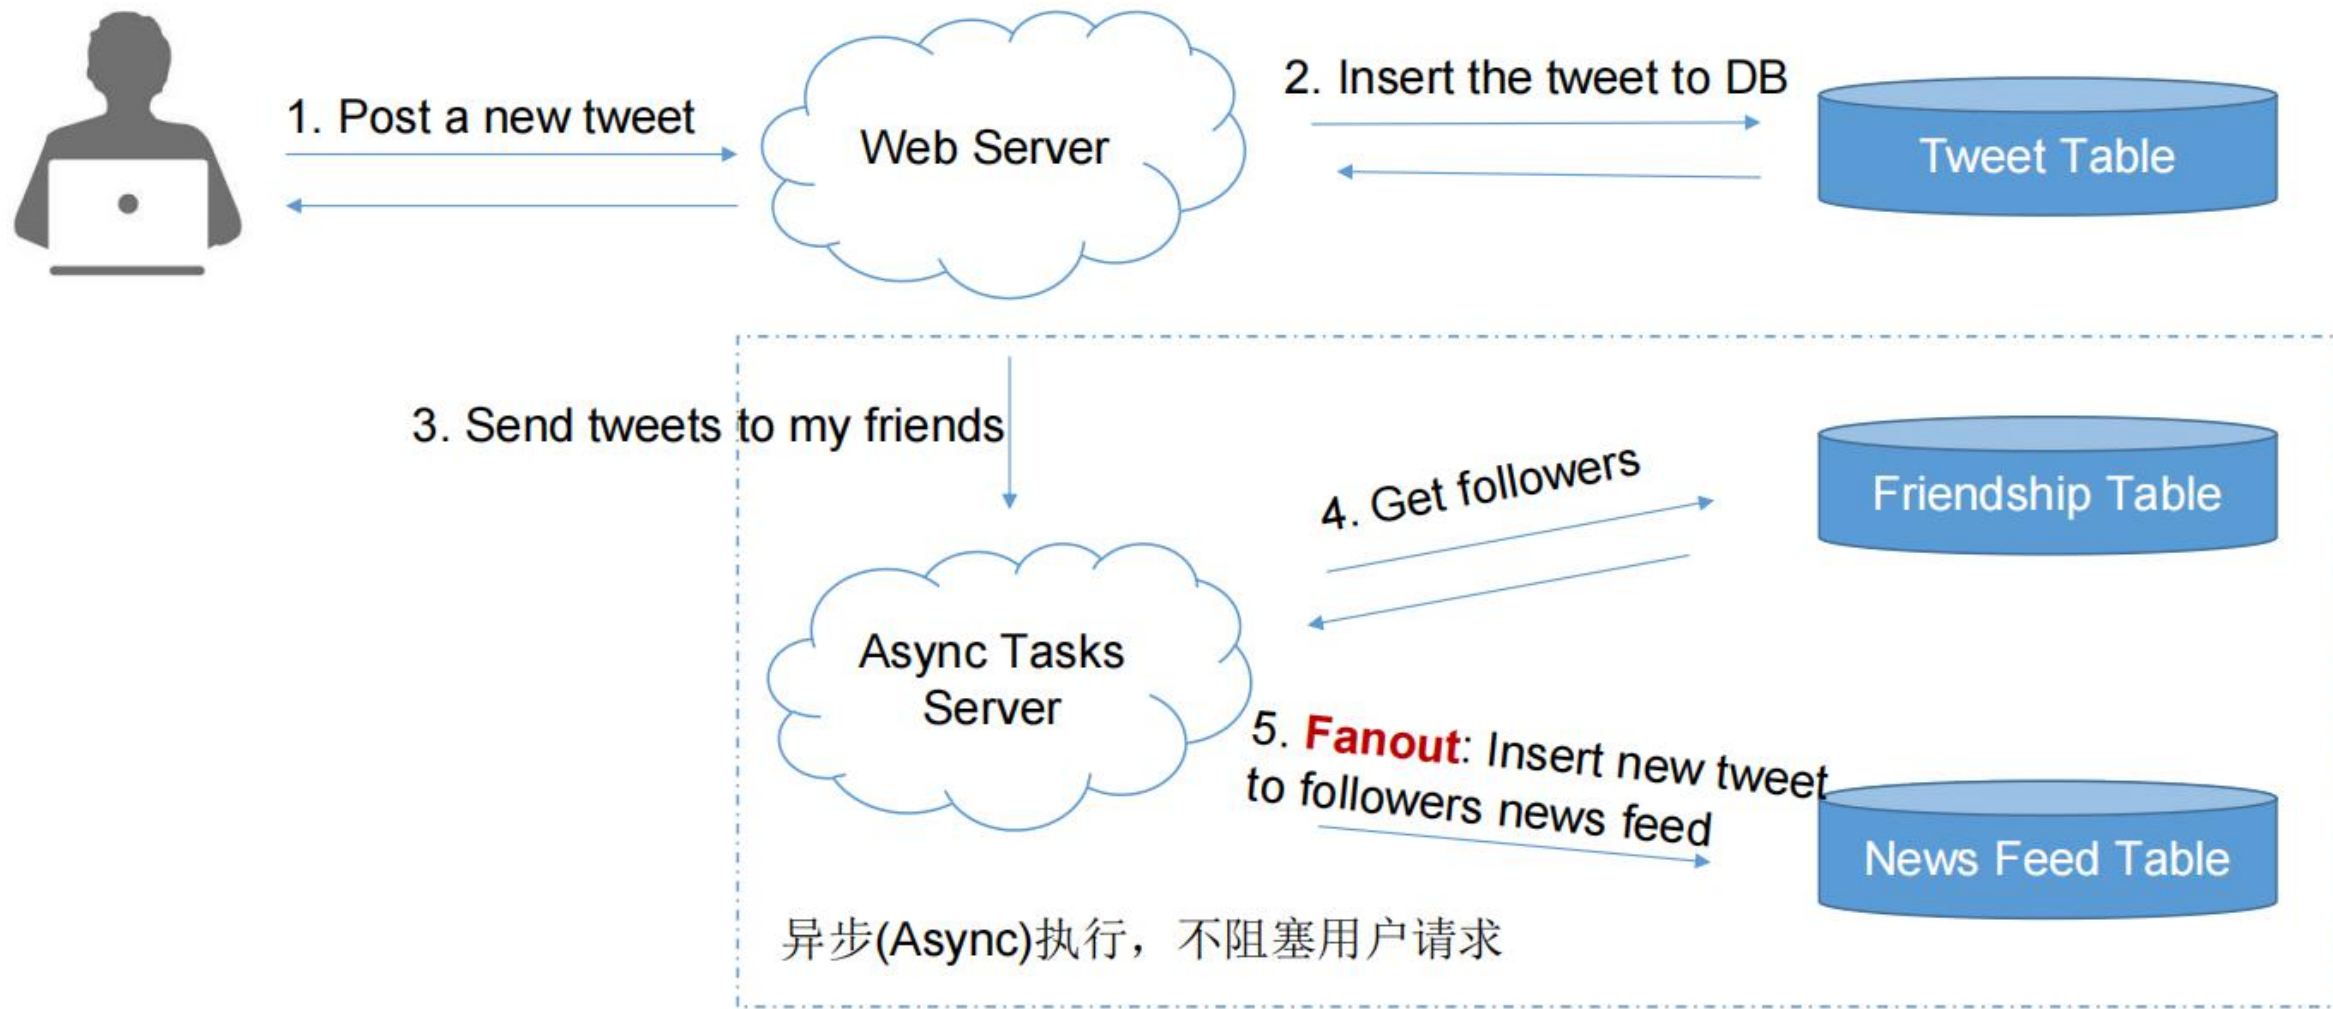 1. Post a new tweet
Web Server
2. Insert the tweet to DB
Tweet Table
3. Send tweets to my friends
4. Get followers
Friendship Table
Async Tasks
Server
5. Fanout: Insert new tweet
to followers news feed
News Feed Table
异步(Async)执行，不阻塞用户请求